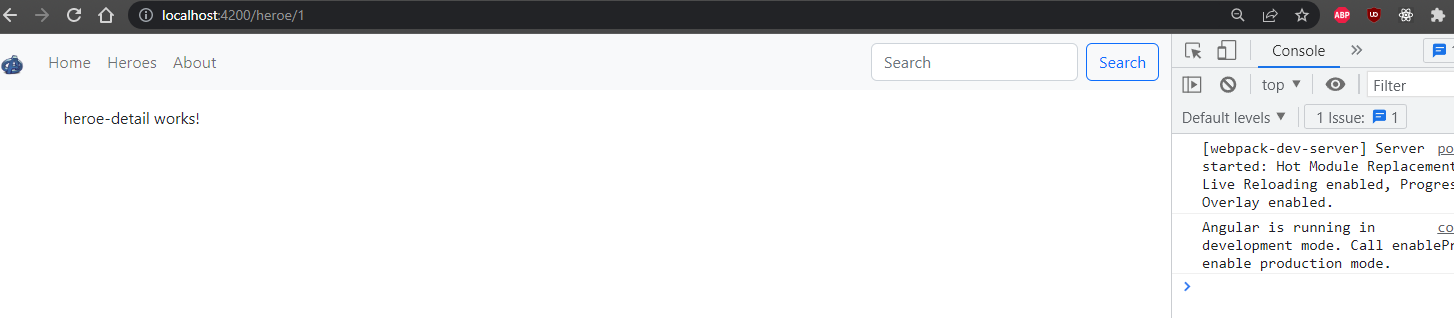 localhost:4200/heroe/1
ABP
UD
Home Heroes About
Search Search
Console
top
Filter
Default levels
1 Issue: 1
heroe-detail works!
[webpack-dev-server] Server po
started: Hot Module Replacement
Live Reloading enabled, Progres
Overlay enabled.
Angular is running in co
development mode. Call enablePr
enable production mode.